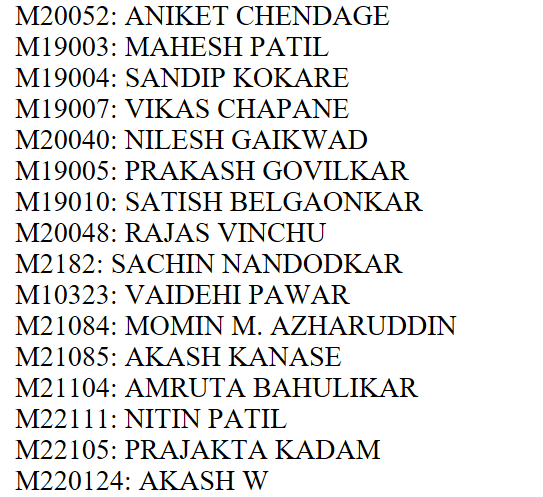 M20052: ANIKET CHENDAGE
M19003: MAHESH PATIL
M19004: SANDIP KOKARE
M19007: VIKAS CHAPANE
M20040: NILESH GAIKWAD
M19005: PRAKASH GOVILKAR
M19010: SATISH BELGAONKAR
M20048: RAJAS VINCHU
M2182: SACHIN NANDODKAR
M10323: VAIDEHI PAWAR
M21084: MOMIN M. AZHARUDDIN
M21085: AKASH KANASE
M21104: AMRUTA BAHULIKAR
M22111: NITIN PATIL
M22105: PRAJAKTA KADAM
M220124: AKASH W